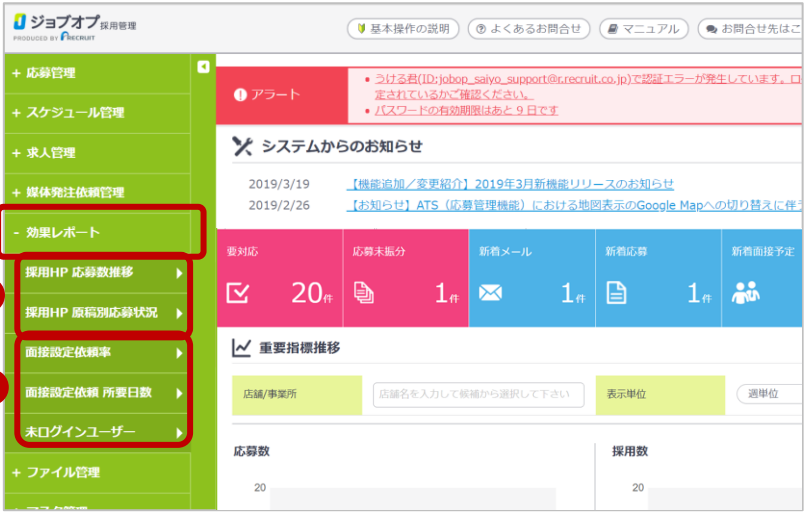 ジョブオプ 採用管理
PRODUCED BY RECRUIT
基本操作の説明
よくあるお問合せ
マニュアル
お問合せ先はこ
+ 応募管理
+ スケジュール管理
+ 求人管理
+ 媒体発注依頼管理
- 効果レポート
採用HP 応募数推移
採用HP 原稿別応募状況
面接設定依頼率
面接設定依頼 所要日数
未ログインユーザー
+ ファイル管理
アラート
うける君(ID:jobop_saiyo_support@r.recruit.co.jp)で認証エラーが発生しています。ロ
定されているかご確認ください。
パスワードの有効期限はあと 9 日です
システムからのお知らせ
2019/3/19 【機能追加／変更紹介】2019年3月新機能リリースのお知らせ
2019/2/26 【お知らせ】ATS（応募管理機能）における地図表示のGoogle Mapへの切り替えに伴う
要対応
20件
応募未振分
1件
新着メール
1件
新着応募
1件
新着面接予定
重要指標推移
店舗/事業所
店舗名を入力して候補から選択して下さい
表示単位
週単位
応募数
20
採用数
20